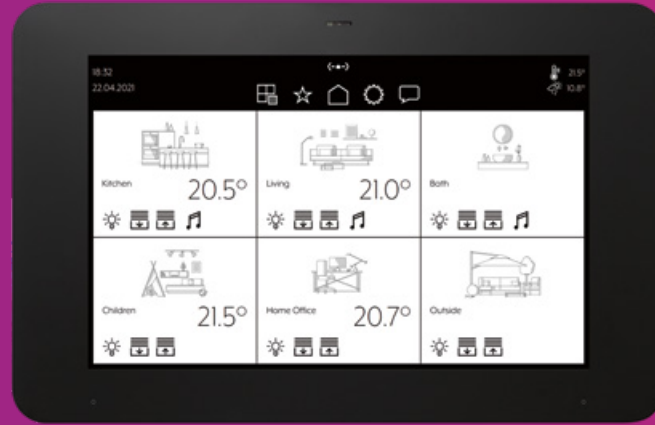 18:32
21.5°
22.04.2021
10.8°
Kitchen
20.5°
Living
21.0°
Bath
Children
21.5°
Home Office
20.7°
Outside